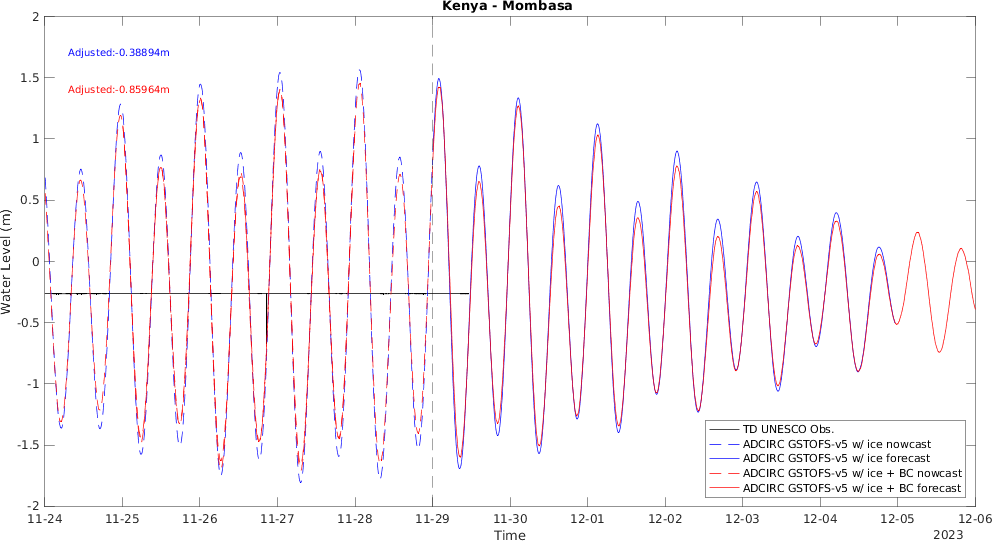 Kenya - Mombasa
2
1.5
1
0.5
0
-0.5
-1
-1.5
-2
Water Level (m)
Adjusted:-0.38894m
Adjusted:-0.85964m
TD UNESCO Obs.
ADCIRC GSTOFS-v5 w/ ice nowcast
ADCIRC GSTOFS-v5 w/ ice forecast
ADCIRC GSTOFS-v5 w/ ice + BC nowcast
ADCIRC GSTOFS-v5 w/ ice + BC forecast
11-24 11-25 11-26 11-27 11-28 11-29 11-30 12-01 12-02 12-03 12-04 12-05 12-06
Time
2023